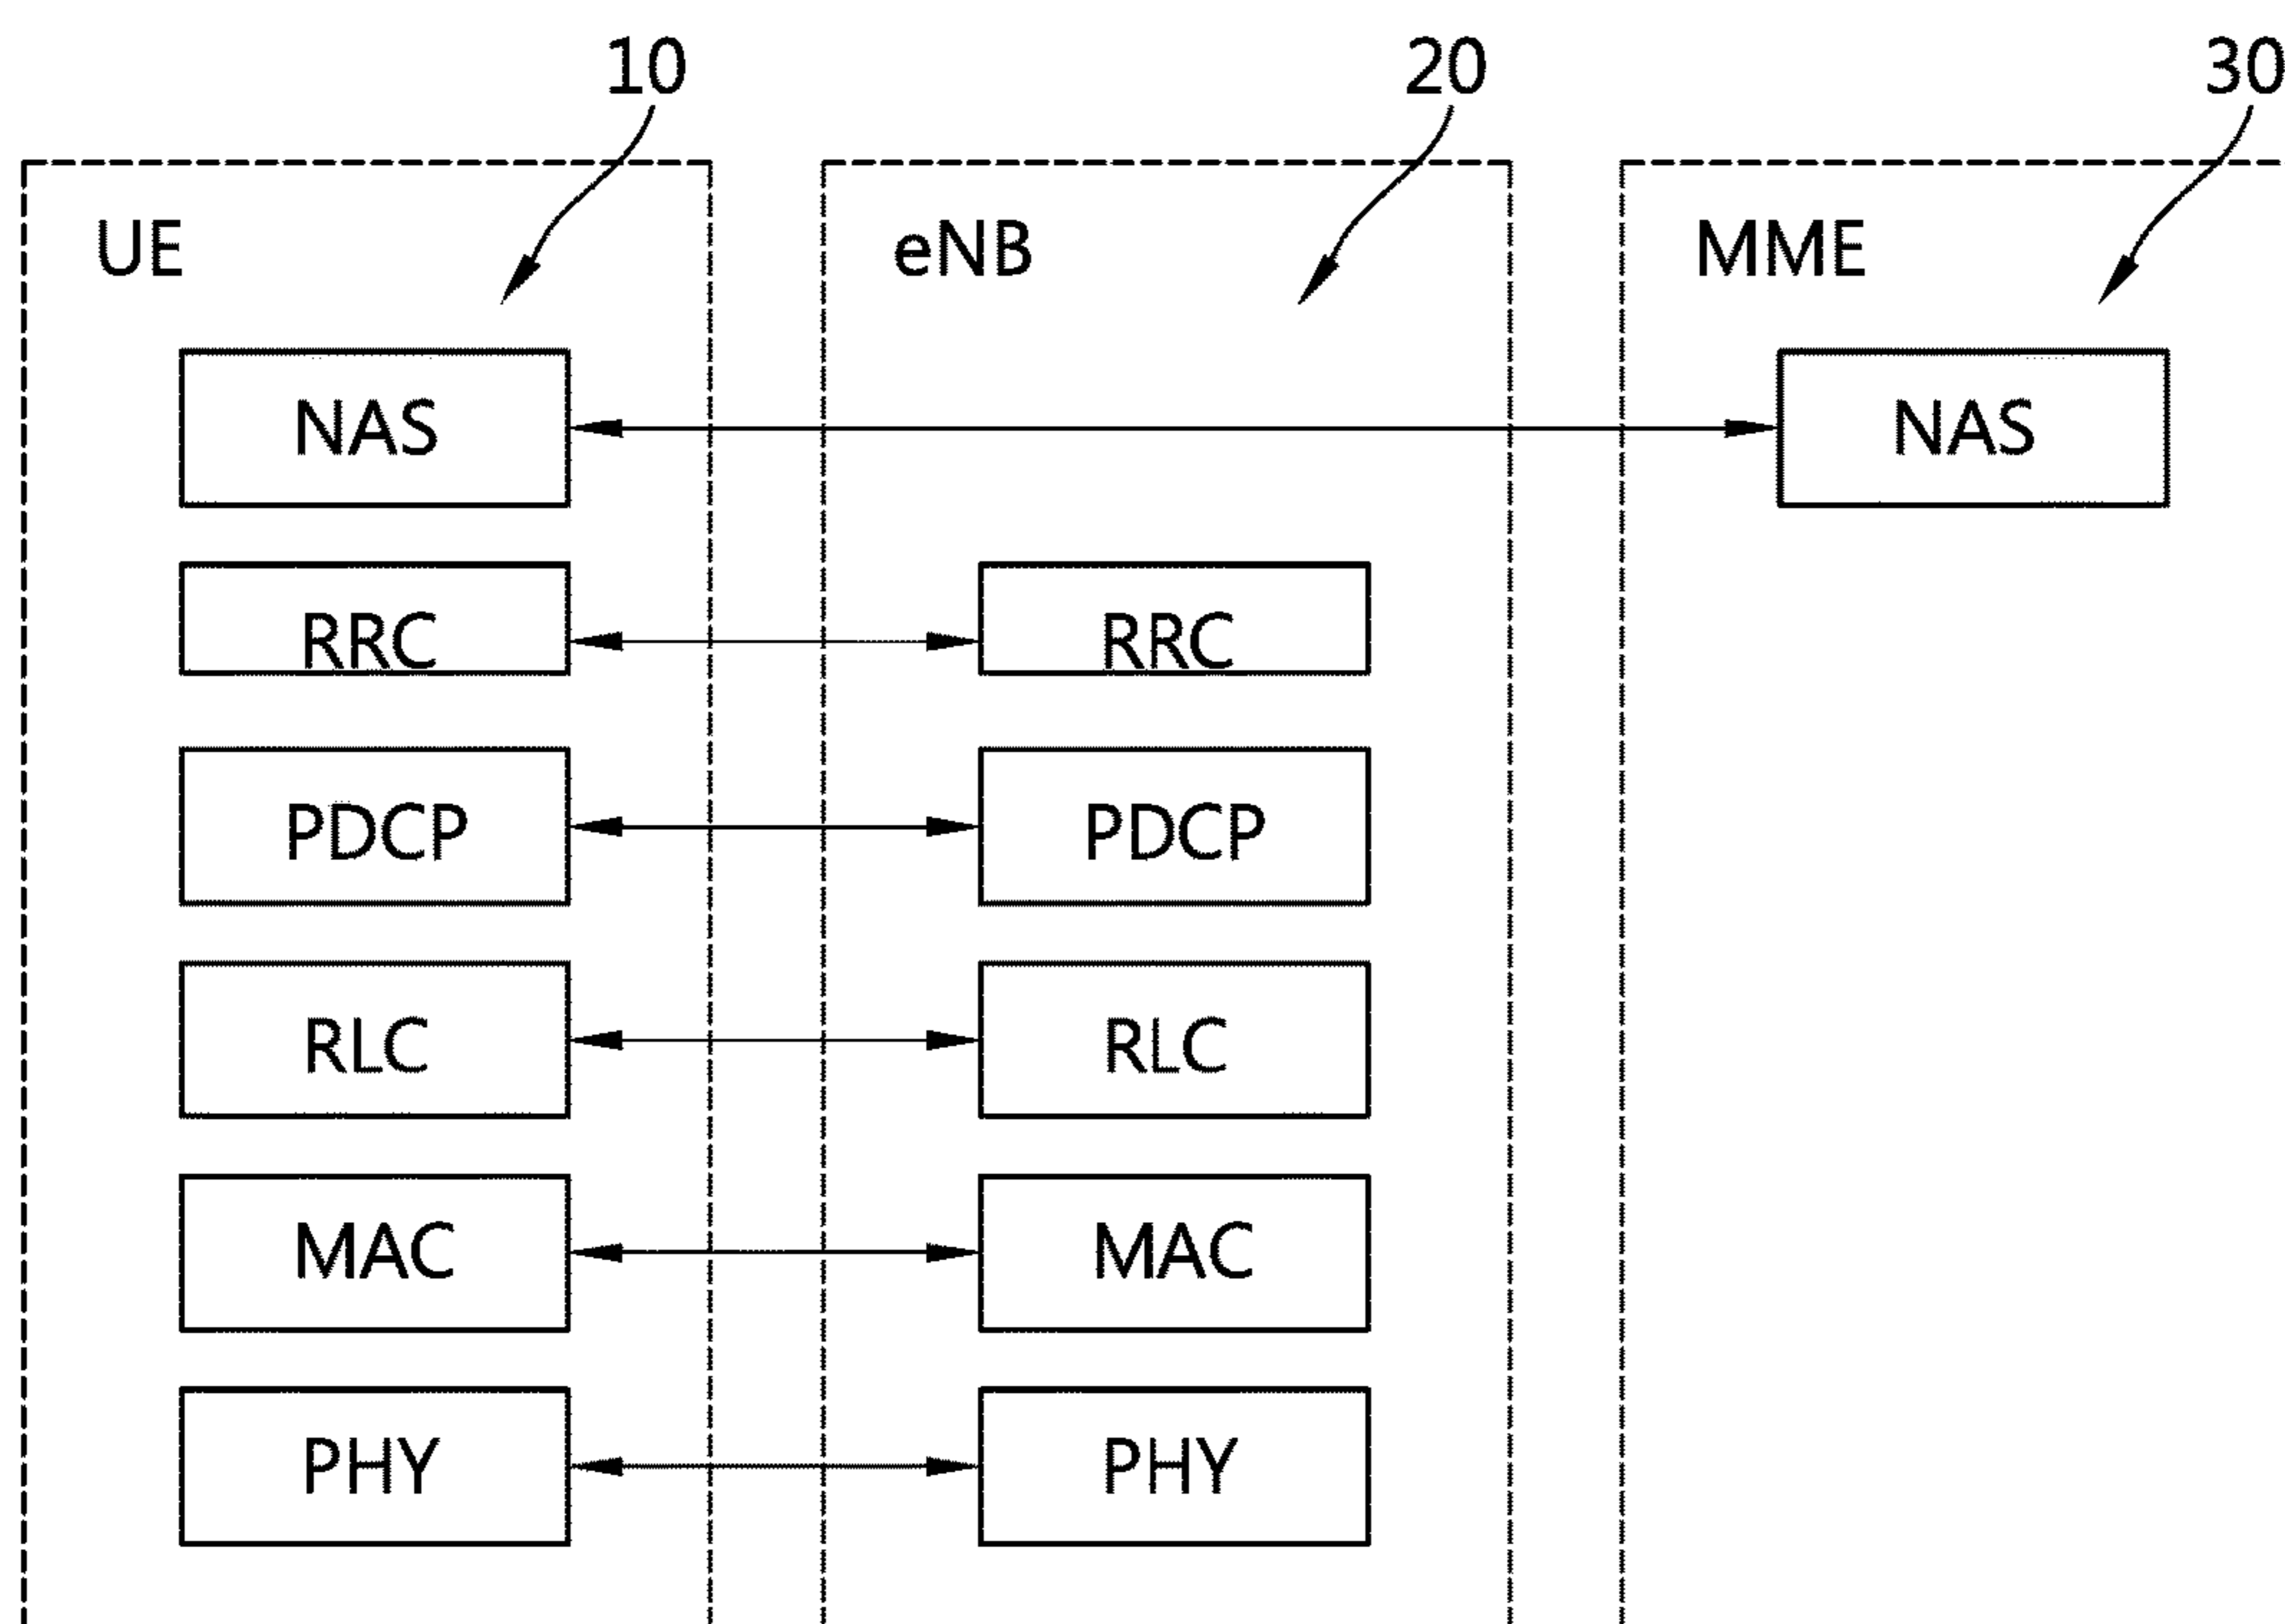 10 20 30
UE eNB MME
NAS NAS
RRC RRC
PDCP PDCP
RLC RLC
MAC MAC
PHY PHY